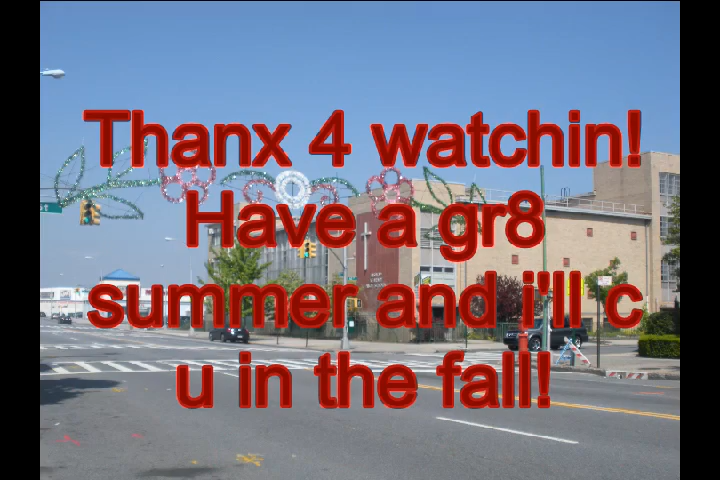 Thanx 4 watchin!
Have a gr8
summer and i'll c
u in the fall!